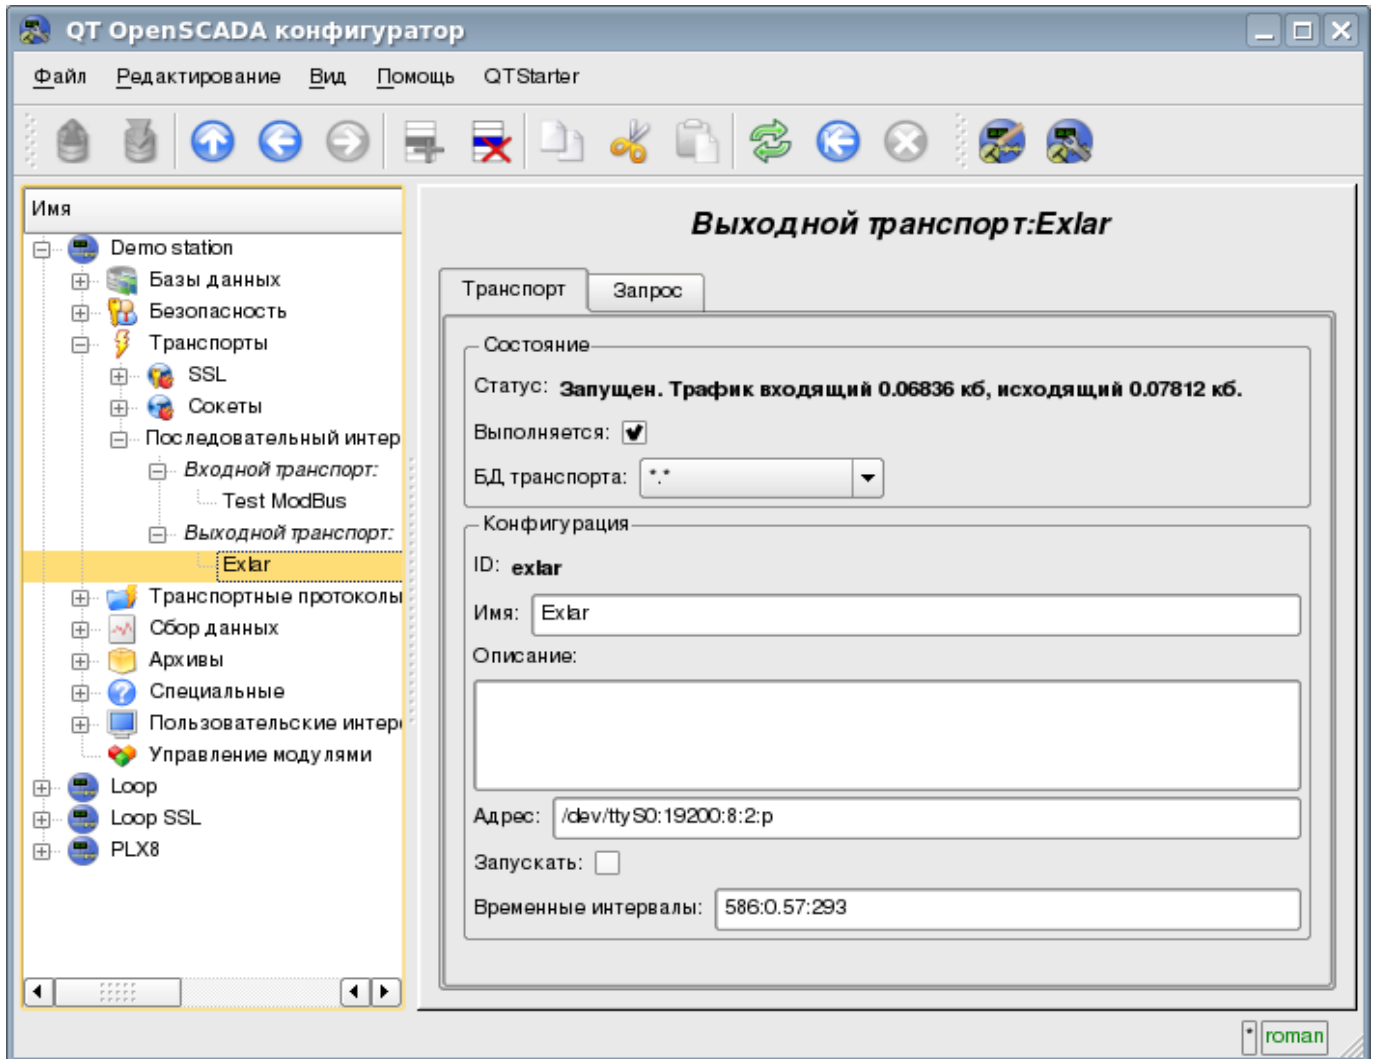 QT OpenSCADA конфигуратор
Файл Редактирование Вид Помощь QTStarter
Имя
Demo station
Базы данных
Безопасность
Транспорты
SSL
Сокеты
Последовательный интер
Входной транспорт:
Test ModBus
Выходной транспорт:
Exlar
Транспортные протоколы
Сбор данных
Архивы
Специальные
Пользовательские интер
Управление модулями
Loop
Loop SSL
PLX8
Выходной транспорт:Exlar
Транспорт Запрос
Состояние
Статус: Запущен. Трафик входящий 0.06836 кб, исходящий 0.07812 кб.
Выполняется:
БД транспорта: *.*
Конфигурация
ID: exlar
Имя: Exlar
Описание:
Адрес: /dev/ttyS0:19200:8:2:p
Запускать:
Временные интервалы: 586:0.57:293
* roman